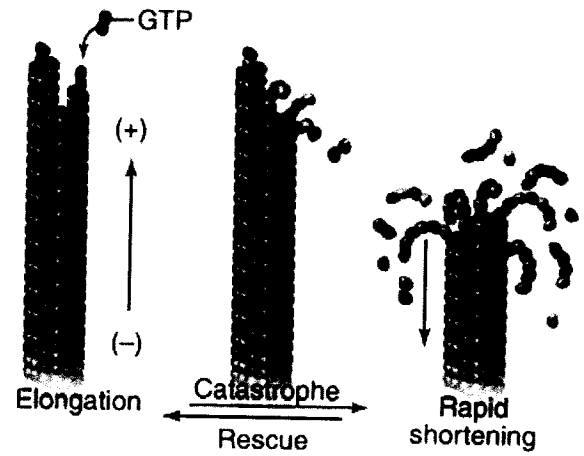 GTP
(+)
(–)
Elongation
Catastrophe
Rescue
Rapid
shortening